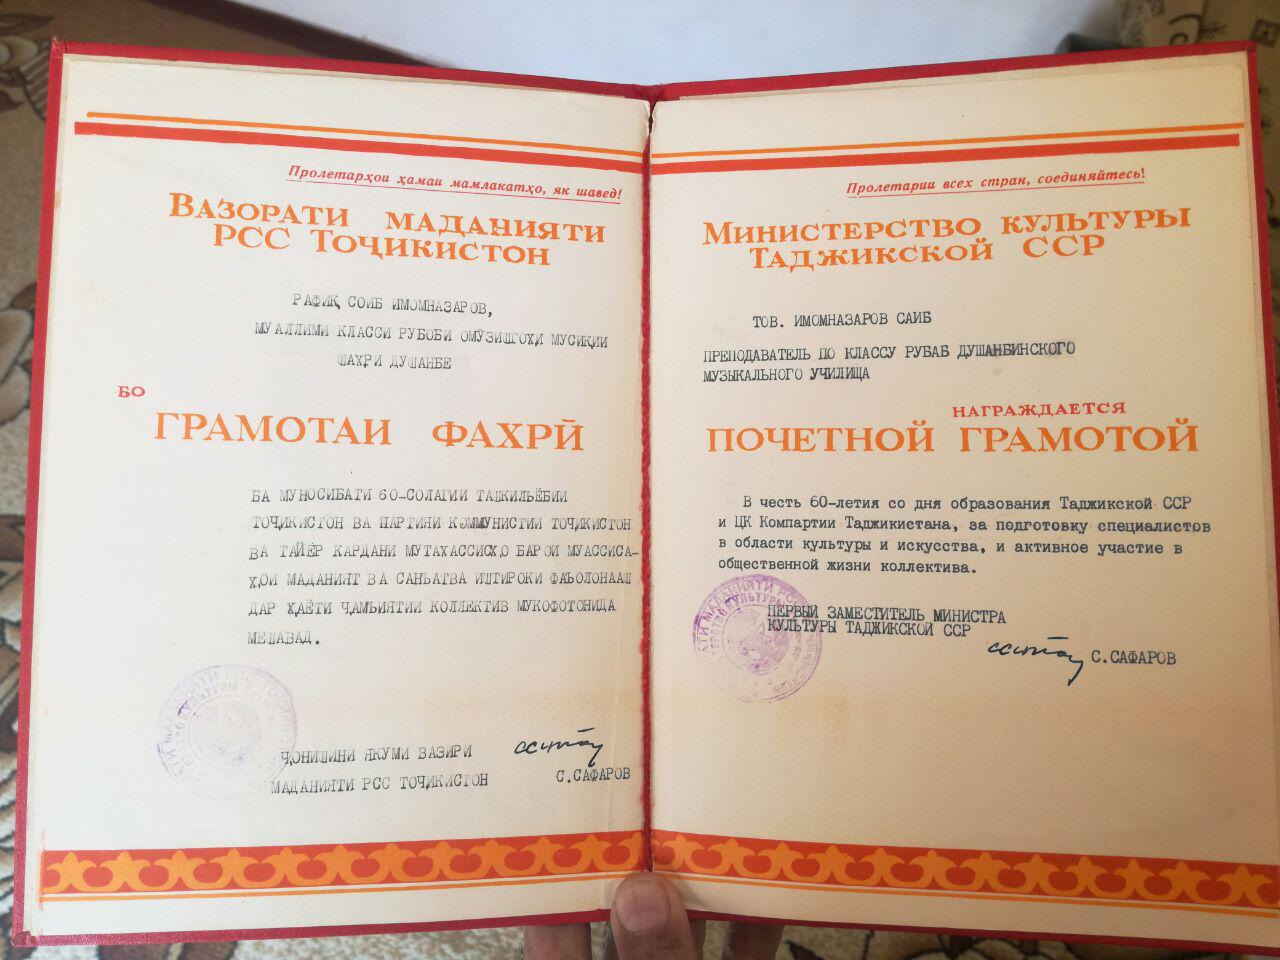 Пролетарҳои ҳамаи мамлакатҳо, як шавед!
ВАЗОРАТИ МАДАНИЯТИ
РСС ТОҶИКИСТОН
РАФИҚ СОИБ ИМОМНАЗАРОВ,
МУАЛЛИМИ КЛАССИ РУБОБИ ОМӮЗИШГОҲИ МУСИҚИИ
ШАҲРИ ДУШАНБЕ
БО
ГРАМОТАИ ФАХРӢ
БА МУНОСИБАТИ 60-СОЛАГИИ ТАШКИЛЬЁБИИ
ТОҶИКИСТОН ВА ПАРТИЯИ КОММУНИСТИИ ТОҶИКИСТОН
ВА ТАЙЁР КАРДАНИ МУТАХАССИСҲО БАРОИ МУАССИСА-
ҲОИ МАДАНИЯТ ВА САНЪАТВА ИШТИРОКИ ФАЪОЛОНААШ
ДАР ҲАЁТИ ҶАМЪИЯТИИ КОЛЛЕКТИВ МУКОФОТОНИДА
МЕШАВАД.
ҶОНИШИНИ ЯКУМИ ВАЗИРИ
МАДАНИЯТИ РСС ТОҶИКИСТОН С.САФАРОВ
Пролетарии всех стран, соединяйтесь!
МИНИСТЕРСТВО КУЛЬТУРЫ
ТАДЖИКСКОЙ ССР
ТОВ. ИМОМНАЗАРОВ САИБ
ПРЕПОДАВАТЕЛЬ ПО КЛАССУ РУБАБ ДУШАНБИНСКОГО
МУЗЫКАЛЬНОГО УЧИЛИЩА
НАГРАЖДАЕТСЯ
ПОЧЕТНОЙ ГРАМОТОЙ
В честь 60-летия со дня образования Таджикской ССР
и ЦК Компартии Таджикистана, за подготовку специалистов
в области культуры и искусства, и активное участие в
общественной жизни коллектива.
ПЕРВЫЙ ЗАМЕСТИТЕЛЬ МИНИСТРА
КУЛЬТУРЫ ТАДЖИКСКОЙ ССР
С.САФАРОВ